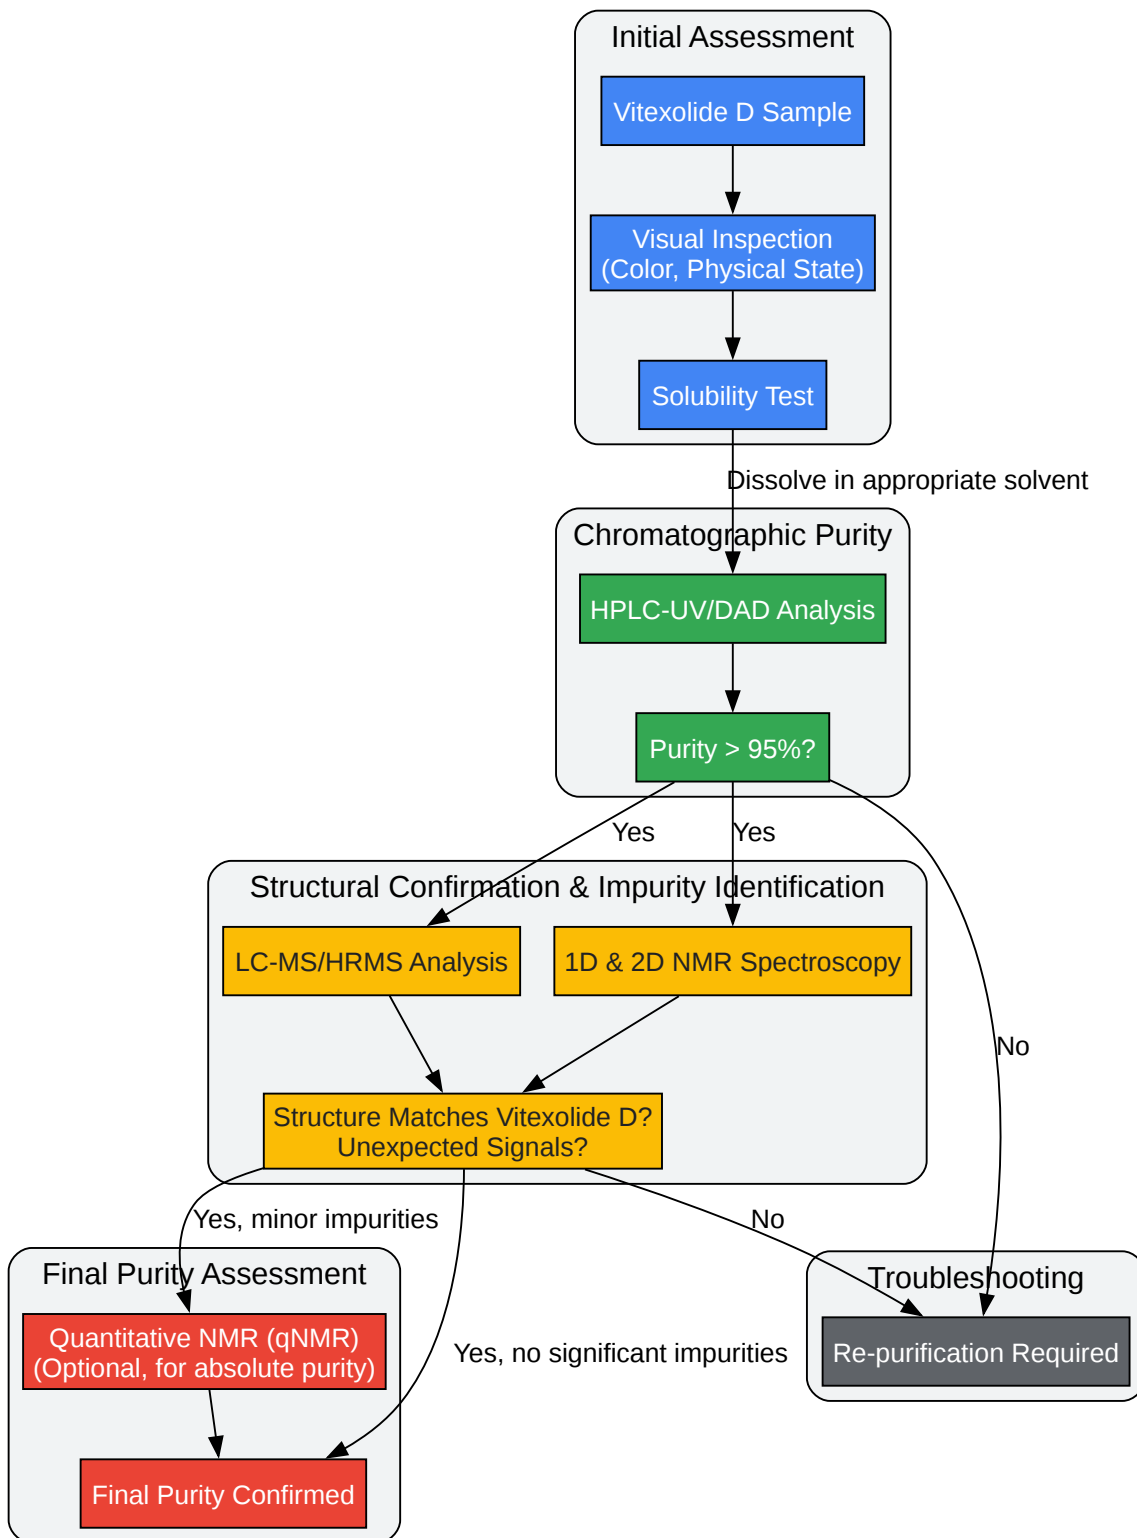 Initial Assessment
Vitexolide D Sample
Visual Inspection
(Color, Physical State)
Solubility Test
Dissolve in appropriate solvent
Chromatographic Purity
HPLC-UV/DAD Analysis
Purity > 95%?
Yes
Yes
Structural Confirmation & Impurity Identification
LC-MS/HRMS Analysis
1D & 2D NMR Spectroscopy
No
Structure Matches Vitexolide D?
Unexpected Signals?
Yes, minor impurities
No
Final Purity Assessment
Troubleshooting
Quantitative NMR (qNMR)
(Optional, for absolute purity)
Yes, no significant impurities
Re-purification Required
Final Purity Confirmed